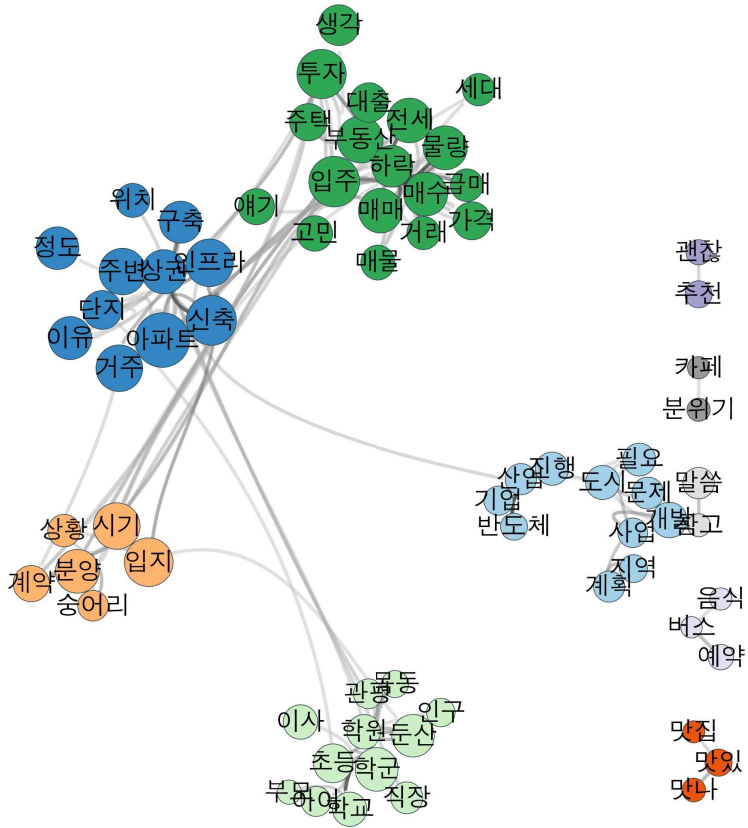 생각
투자
대출
세대
주택
전세
부동산
물량
하락
입주
매수
급매
얘기
매매
가격
고민
거래
매물
위치
구축
정도
주변
상권
인프라
단지
신축
이유
아파트
거주
괜찮
추천
카페
분위기
산업
진행
필요
도시
말씀
기업
문제
반도체
개발
참고
사업
지역
계획
상황
시기
입지
계약
분양
숭어리
음식
버스
예약
관평
인구
이사
학원
둔산
초등
학군
부모
아이
학교
직장
맛집
맛있
맛나